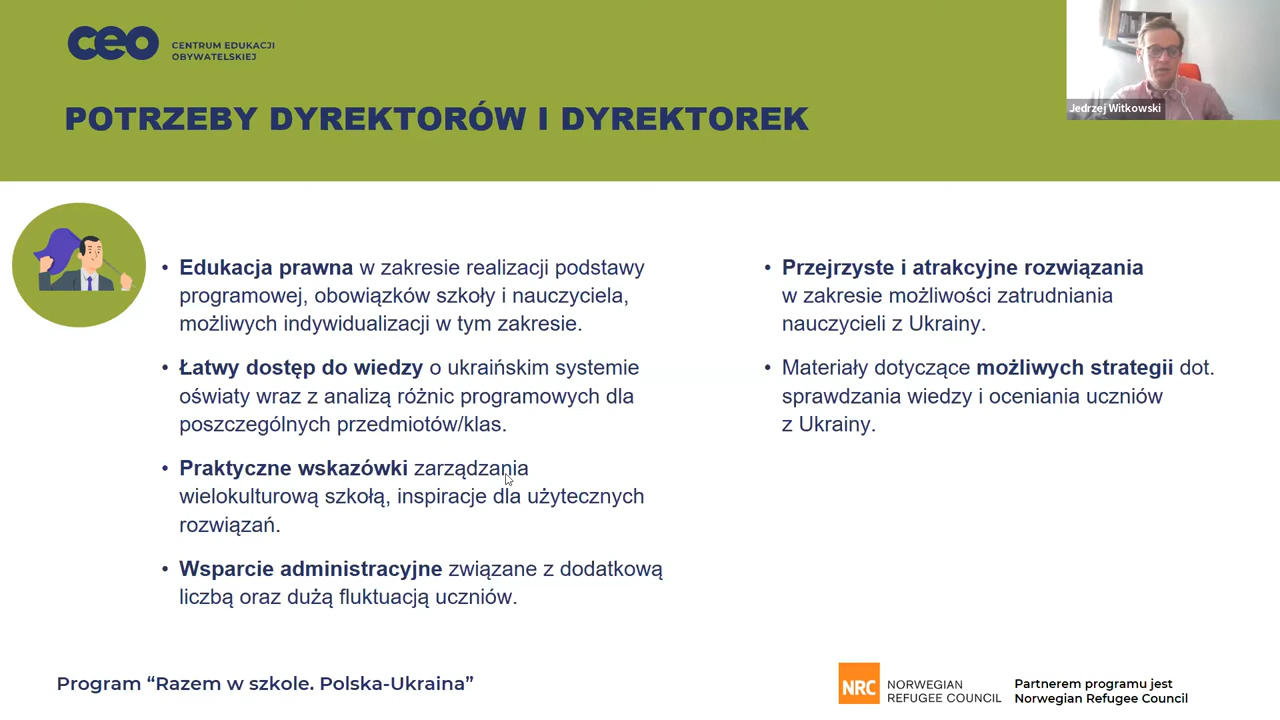 ceo CENTRUM EDUKACJI
OBYWATELSKIEJ
POTRZEBY DYREKTORÓW I DYREKTOREK
Jedrzej Witkowski
• Edukacja prawna w zakresie realizacji podstawy
programowej, obowiązków szkoły i nauczyciela,
możliwych indywidualizacji w tym zakresie.
• Łatwy dostęp do wiedzy o ukraińskim systemie
oświaty wraz z analizą różnic programowych dla
poszczególnych przedmiotów/klas.
• Praktyczne wskazówki zarządzania
wielokulturową szkołą, inspiracje dla użytecznych
rozwiązań.
• Wsparcie administracyjne związane z dodatkową
liczbą oraz dużą fluktuacją uczniów.
• Przejrzyste i atrakcyjne rozwiązania
w zakresie możliwości zatrudniania
nauczycieli z Ukrainy.
• Materiały dotyczące możliwych strategii dot.
sprawdzania wiedzy i oceniania uczniów
z Ukrainy.
Program “Razem w szkole. Polska-Ukraina”
NRC NORWEGIAN
REFUGEE COUNCIL
Partnerem programu jest
Norwegian Refugee Council